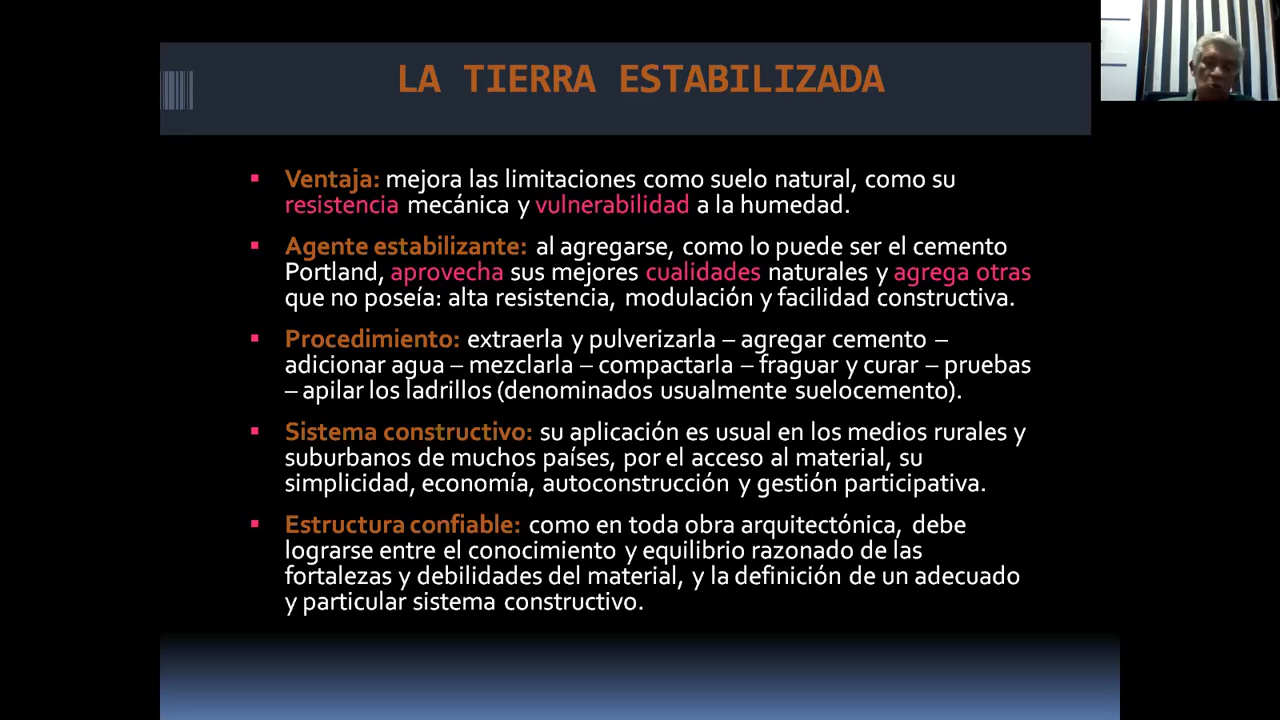 LA TIERRA ESTABILIZADA
Ventaja: mejora las limitaciones como suelo natural, como su
resistencia mecánica y vulnerabilidad a la humedad.
Agente estabilizante: al agregarse, como lo puede ser el cemento
Portland, aprovecha sus mejores cualidades naturales y agrega otras
que no poseía: alta resistencia, modulación y facilidad constructiva.
Procedimiento: extraerla y pulverizarla – agregar cemento –
adicionar agua – mezclarla – compactarla – fraguar y curar – pruebas
– apilar los ladrillos (denominados usualmente suelocemento).
Sistema constructivo: su aplicación es usual en los medios rurales y
suburbanos de muchos países, por el acceso al material, su
simplicidad, economía, autoconstrucción y gestión participativa.
Estructura confiable: como en toda obra arquitectónica, debe
lograrse entre el conocimiento y equilibrio razonado de las
fortalezas y debilidades del material, y la definición de un adecuado
y particular sistema constructivo.